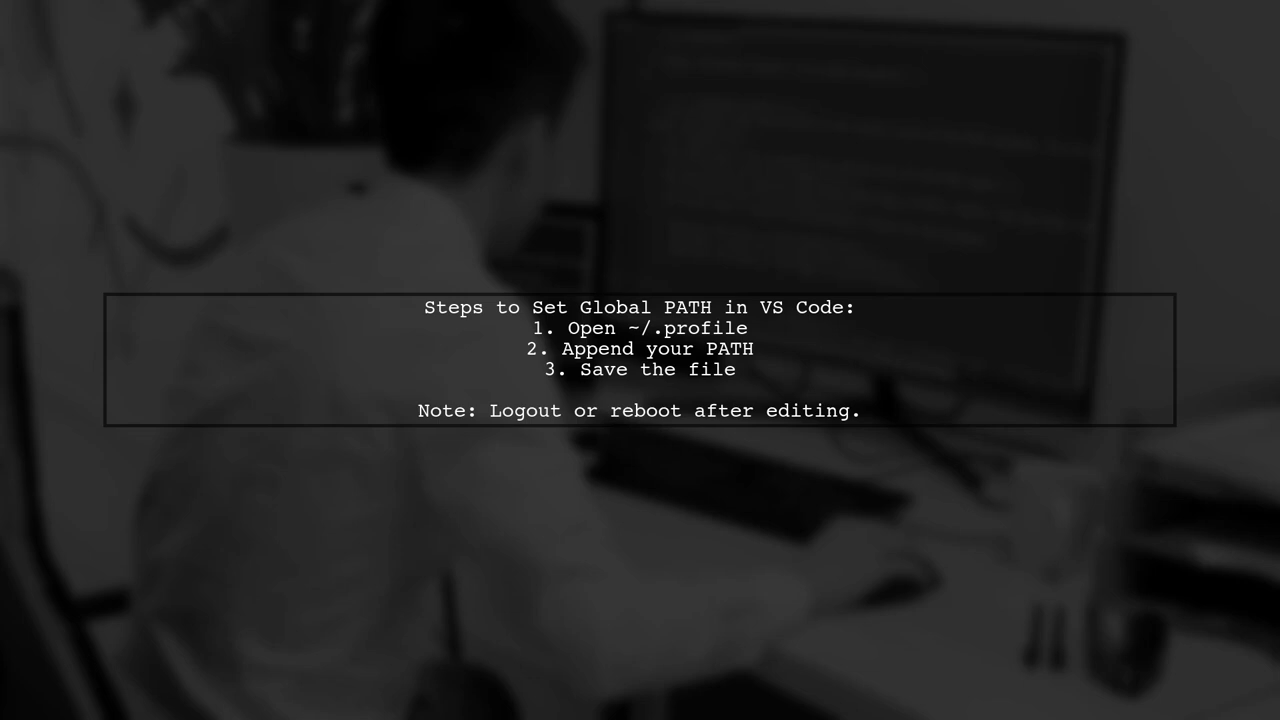 Steps to Set Global PATH in VS Code:
1. Open ~/.profile
2. Append your PATH
3. Save the file
Note: Logout or reboot after editing.